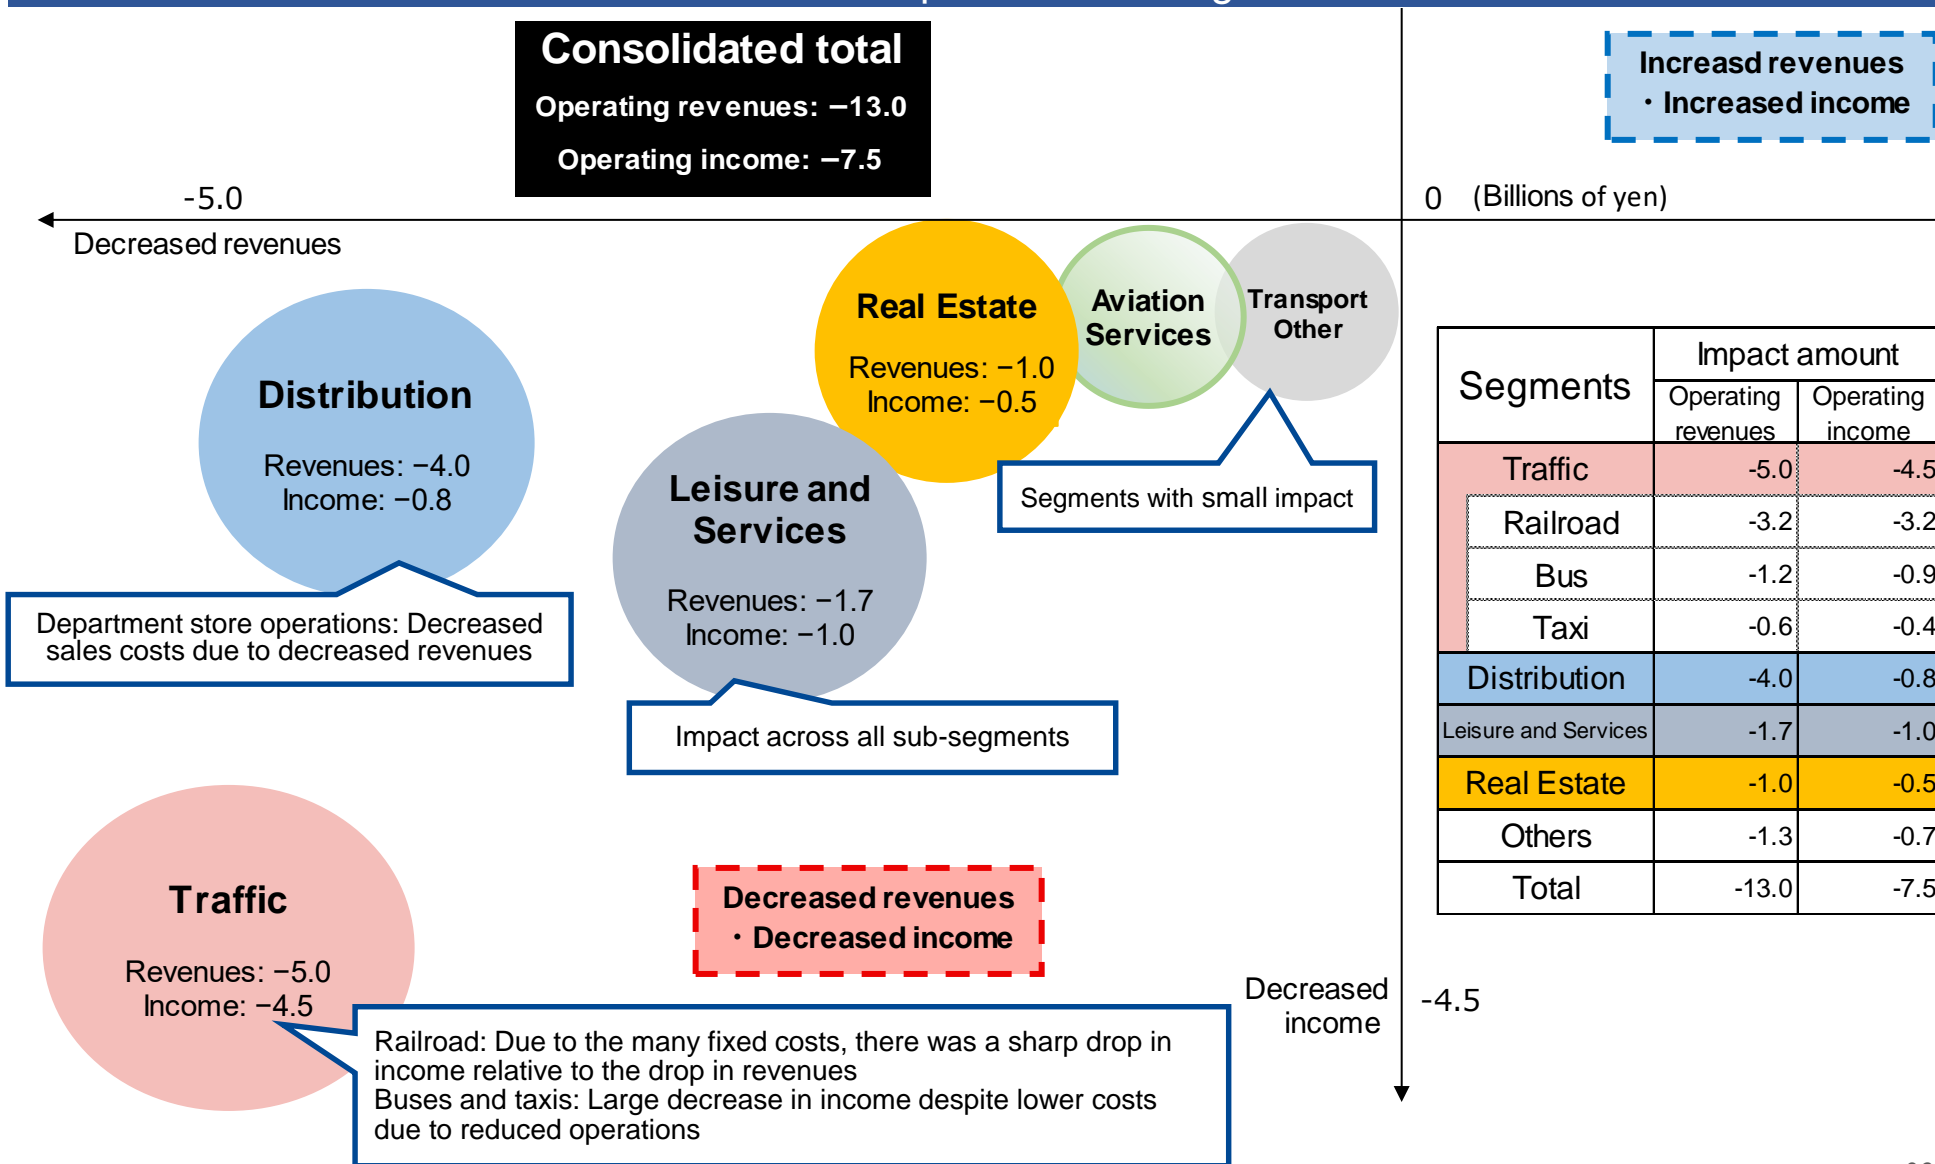 Consolidated total
Operating revenues: −13.0
Operating income: −7.5
Increasd revenues
・Increased income
-5.0
0 (Billions of yen)
Decreased revenues
Real Estate
Revenues: −1.0
Income: −0.5
Aviation
Services
Transport
Other
Distribution
Revenues: −4.0
Income: −0.8
Leisure and
Services
Revenues: −1.7
Income: −1.0
Segments with small impact
Department store operations: Decreased
sales costs due to decreased revenues
Impact across all sub-segments
Segments Impact amount
Operating revenues Operating income
Traffic -5.0 -4.5
Railroad -3.2 -3.2
Bus -1.2 -0.9
Taxi -0.6 -0.4
Distribution -4.0 -0.8
Leisure and Services -1.7 -1.0
Real Estate -1.0 -0.5
Others -1.3 -0.7
Total -13.0 -7.5
Traffic
Revenues: −5.0
Income: −4.5
Decreased revenues
・Decreased income
Decreased
income
-4.5
Railroad: Due to the many fixed costs, there was a sharp drop in
income relative to the drop in revenues
Buses and taxis: Large decrease in income despite lower costs
due to reduced operations